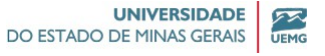 UNIVERSIDADE
DO ESTADO DE MINAS GERAIS
UEMG